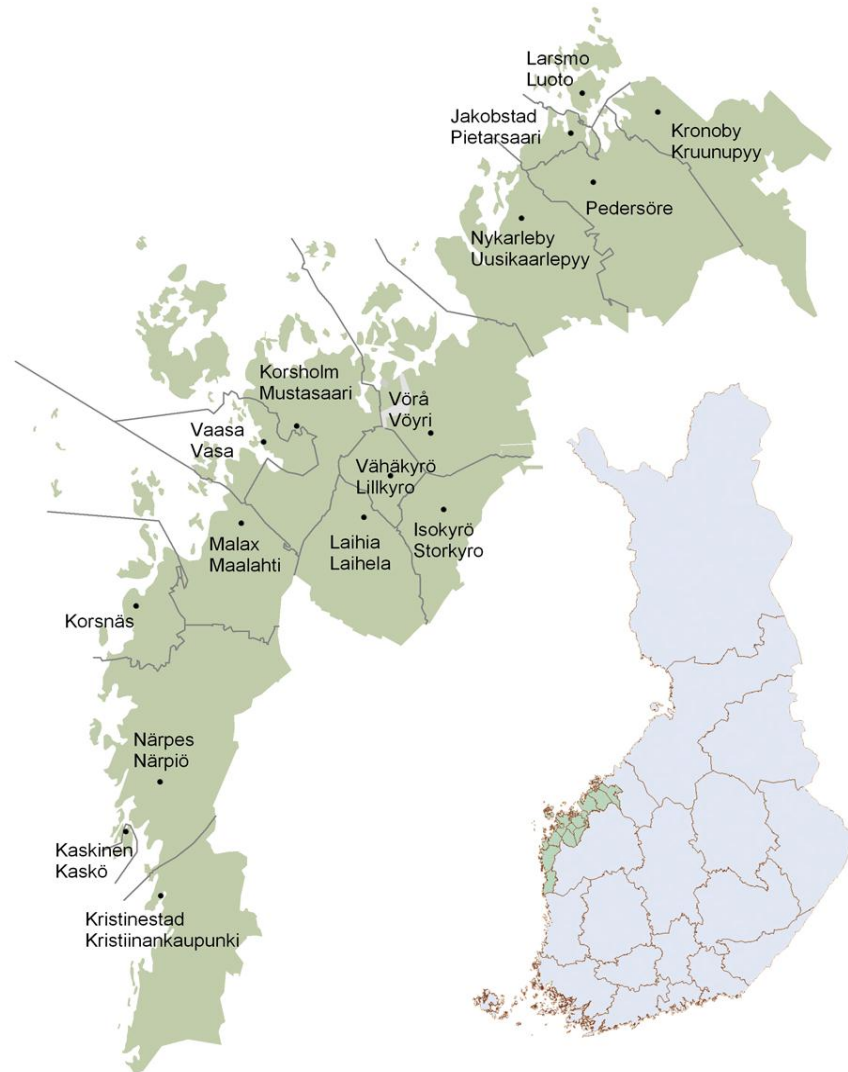 Larsmo
Luoto
Jakobstad
Pietarsaari
Kronoby
Kruunupyy
Pedersöre
Nykarleby
Uusikaarlepyy
Korsholm
Mustasaari
Vörå
Vöyri
Vaasa
Vasa
Vähäkyrö
Lillkyro
Isokyrö
Storkyro
Malax
Maalahti
Laihia
Laihela
Korsnäs
Närpes
Närpiö
Kaskinen
Kaskö
Kristinestad
Kristiinankaupunki